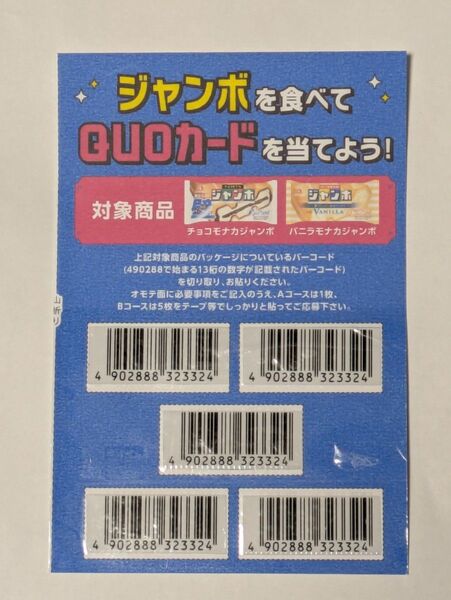 ジャンボを食べて
QUOカードを当てよう!
対象商品
ジャンボ
ジャンボ
VANILLA
チョコモナカジャンボ
バニラモナカジャンボ
上記対象商品のパッケージについているバーコード
(490288で始まる13桁の数字が記載されたバーコード)
を切り取り、お貼りください。
オモテ面に必要事項をご記入のうえ、Aコースは1枚、
Bコースは5枚をテープ等でしっかりと貼ってご応募下さい。
山折り
4 902888 323324
4 902888 323324
4 902888 323324
4 902888 323324
4 902888 323324